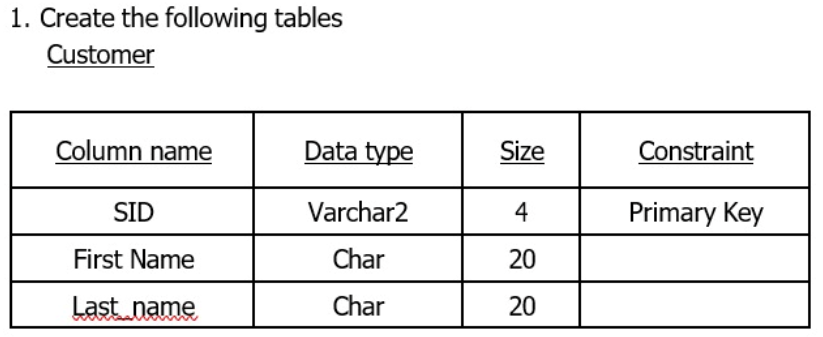 1. Create the following tables
Customer
Column name Data type Size Constraint
SID Varchar2 4 Primary Key
First Name Char 20
Last_name Char 20